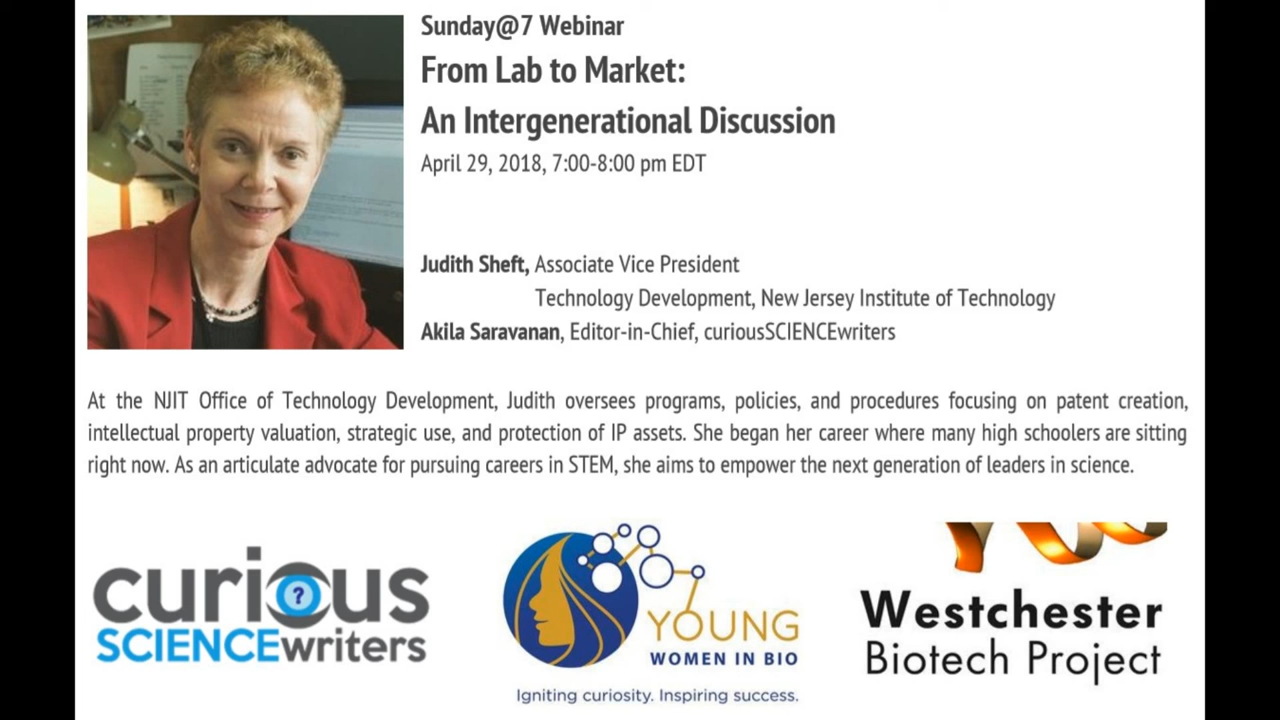 Sunday@7 Webinar
From Lab to Market:
An Intergenerational Discussion
April 29, 2018, 7:00-8:00 pm EDT
Judith Sheft, Associate Vice President
Technology Development, New Jersey Institute of Technology
Akila Saravanan, Editor-in-Chief, curiousSCIENCEwriters
At the NJIT Office of Technology Development, Judith oversees programs, policies, and procedures focusing on patent creation,
intellectual property valuation, strategic use, and protection of IP assets. She began her career where many high schoolers are sitting
right now. As an articulate advocate for pursuing careers in STEM, she aims to empower the next generation of leaders in science.
curious
?
SCIENCEwriters
YOUNG
WOMEN IN BIO
Igniting curiosity. Inspiring success.
Westchester
Biotech Project